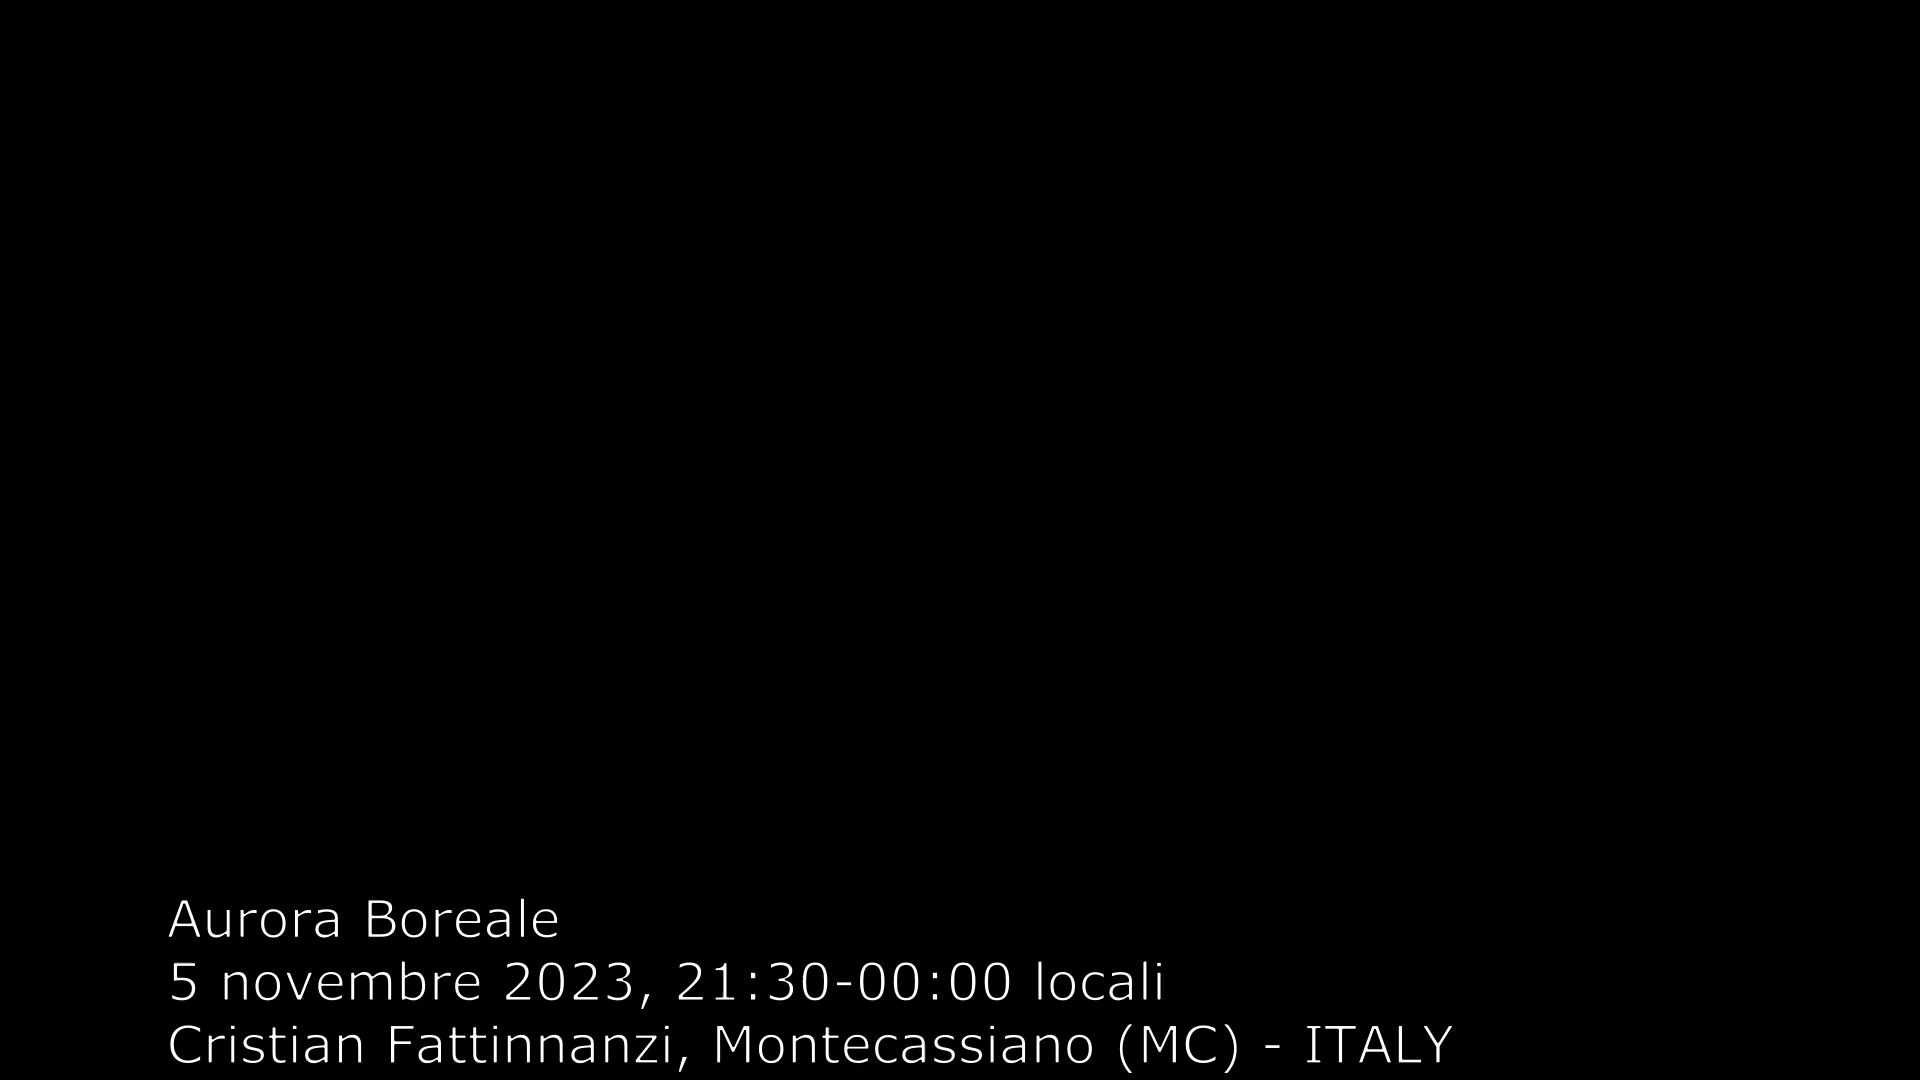 Aurora Boreale
5 novembre 2023, 21:30-00:00 locali
Cristian Fattinnanzi, Montecassiano (MC) - ITALY